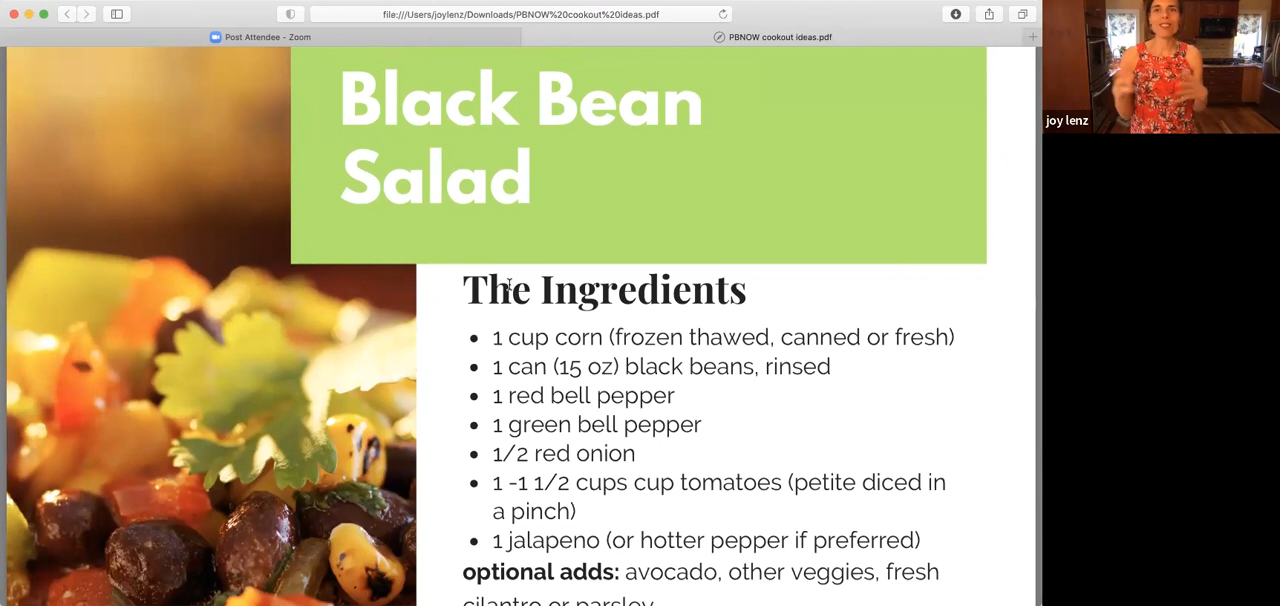 file:///Users/joylenz/Downloads/PBNOW%20cookout%20ideas.pdf
Post Attendee - Zoom
PBNOW cookout ideas.pdf
joy lenz
Black Bean
Salad
The Ingredients
• 1 cup corn (frozen thawed, canned or fresh)
• 1 can (15 oz) black beans, rinsed
• 1 red bell pepper
• 1 green bell pepper
• 1/2 red onion
• 1 -1 1/2 cups cup tomatoes (petite diced in
a pinch)
• 1 jalapeno (or hotter pepper if preferred)
optional adds: avocado, other veggies, fresh
cilantro or parsley